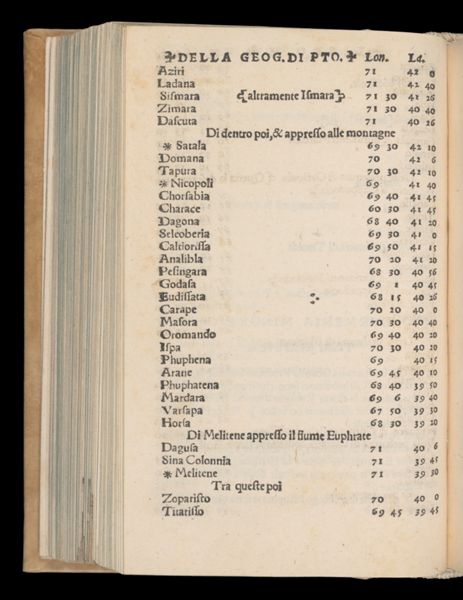 ✤DELLA GEOG. DI PTO.✤ Lon. La.
Aziri 71 42 0
Ladana 71 42 40
Siſmara {altramente Iſmara} 71 30 41 26
Zimara 71 30 40 40
Daſcuta 71 40 26
Di dentro poi, & appreſſo alle montagne
* Satala 69 30 42 10
Domana 70 42 6
Tapura 70 30 42 10
* Nicopoli 69 41 40
Chorſabia 69 40 41 45
Charace 60 30 41 45
Dagona 68 40 41 20
Seleoberia 69 30 41 0
Caltioriſſa 69 50 41 15
Analibla 70 20 41 20
Peſingara 68 30 40 56
Godaſa 69 1 40 45
Eudiſſata 68 15 40 26
Carape 70 20 40 0
Maſora 70 30 40 40
Oromando 69 40 40 20
Iſpa 70 30 40 20
Phuphena 69 40 15
Arane 69 45 40 10
Phuphatena 68 40 39 50
Mardara 69 6 39 40
Varſapa 67 50 39 30
Horſa 68 30 39 20
Di Melitene appreſſo il fiume Euphrate
Daguſa 71 40 6
Sina Colonnia 71 39 45
* Melitene 71 39 30
Tra queſte poi
Zopariſto 70 40 0
Titariſſo 69 45 39 45